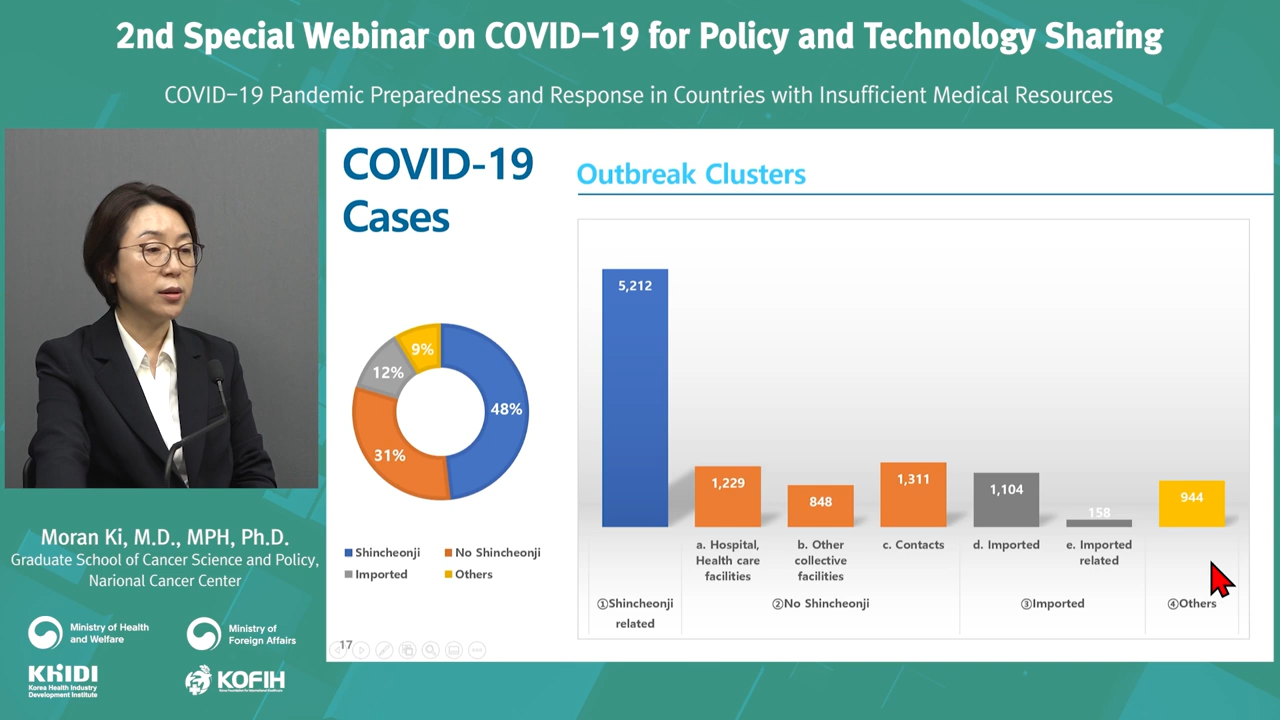 2nd Special Webinar on COVID-19 for Policy and Technology Sharing
COVID-19 Pandemic Preparedness and Response in Countries with Insufficient Medical Resources
COVID-19
Cases
Outbreak Clusters
9%
12%
48%
31%
Shincheonji
No Shincheonji
Imported
Others
5,212
1,229
848
1,311
1,104
158
944
a. Hospital,
Health care
facilities
b. Other
collective
facilities
c. Contacts
d. Imported
e. Imported
related
①Shincheonji
related
②No Shincheonji
③Imported
④Others
17
Moran Ki, M.D., MPH, Ph.D.
Graduate School of Cancer Science and Policy,
Narional Cancer Center
Ministry of Health
and Welfare
Ministry of
Foreign Affairs
KHIDI
Korea Health Industry
Development Institute
KOFIH
Korea Foundation for International Healthcare